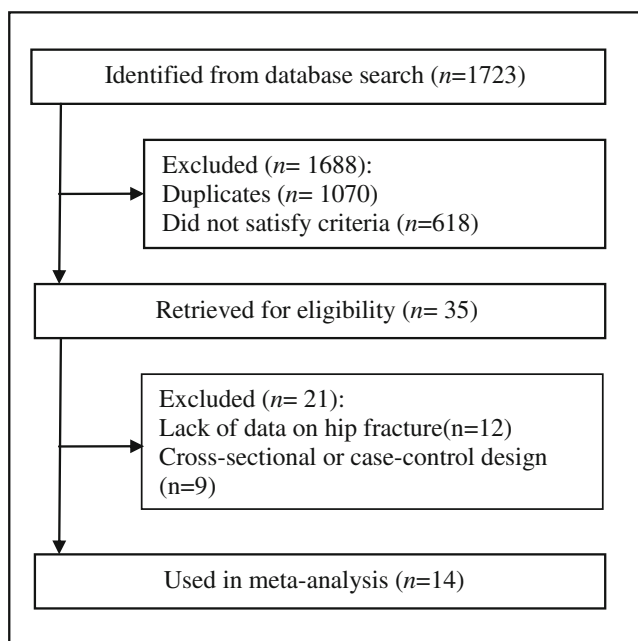 Identified from database search (n=1723)
Excluded (n= 1688):
Duplicates (n= 1070)
Did not satisfy criteria (n=618)
Retrieved for eligibility (n= 35)
Excluded (n= 21):
Lack of data on hip fracture(n=12)
Cross-sectional or case-control design
(n=9)
Used in meta-analysis (n=14)